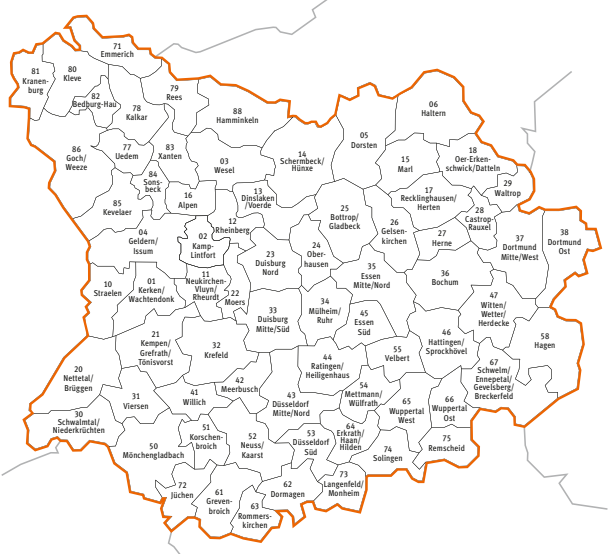 71
Emmerich
81
Kranen-
burg
80
Kleve
82
Bedburg-Hau
79
Rees
78
Kalkar
88
Hamminkeln
06
Haltern
05
Dorsten
86
Goch/
Weeze
77
Uedem
83
Xanten
03
Wesel
14
Schermbeck/
Hünxe
15
Marl
18
Oer-Erken-
schwick/Datteln
84
Sons-
beck
16
Alpen
13
Dinslaken
/Voerde
17
Recklinghausen/
Herten
29
Waltrop
85
Kevelaer
12
Rheinberg
25
Bottrop/
Gladbeck
26
Gelsen-
kirchen
28
Castrop-
Rauxel
04
Geldern/
Issum
02
Kamp-
Lintfort
27
Herne
37
Dortmund
Mitte/West
38
Dortmund
Ost
23
Duisburg
Nord
24
Ober-
hausen
10
Straelen
01
Kerken/
Wachtendonk
11
Neukirchen-
Vluyn/
Rheurdt
22
Moers
35
Essen
Mitte/Nord
36
Bochum
47
Witten/
Wetter/
Herdecke
33
Duisburg
Mitte/Süd
34
Mülheim/
Ruhr
45
Essen
Süd
21
Kempen/
Grefrath/
Tönisvorst
32
Krefeld
46
Hattingen/
Sprockhövel
58
Hagen
44
Ratingen/
Heiligenhaus
55
Velbert
67
Schwelm/
Ennepetal/
Gevelsberg/
Breckerfeld
20
Nettetal/
Brüggen
42
Meerbusch
31
Viersen
41
Willich
43
Düsseldorf
Mitte/Nord
54
Mettmann/
Wülfrath
65
Wuppertal
West
66
Wuppertal
Ost
30
Schwalmtal/
Niederkrüchten
51
Korschen-
broich
52
Neuss/
Kaarst
53
Düsseldorf
Süd
64
Erkrath/
Haan/
Hilden
75
Remscheid
50
Mönchengladbach
74
Solingen
72
Jüchen
61
Greven-
broich
62
Dormagen
73
Langenfeld/
Monheim
63
Rommers-
kirchen